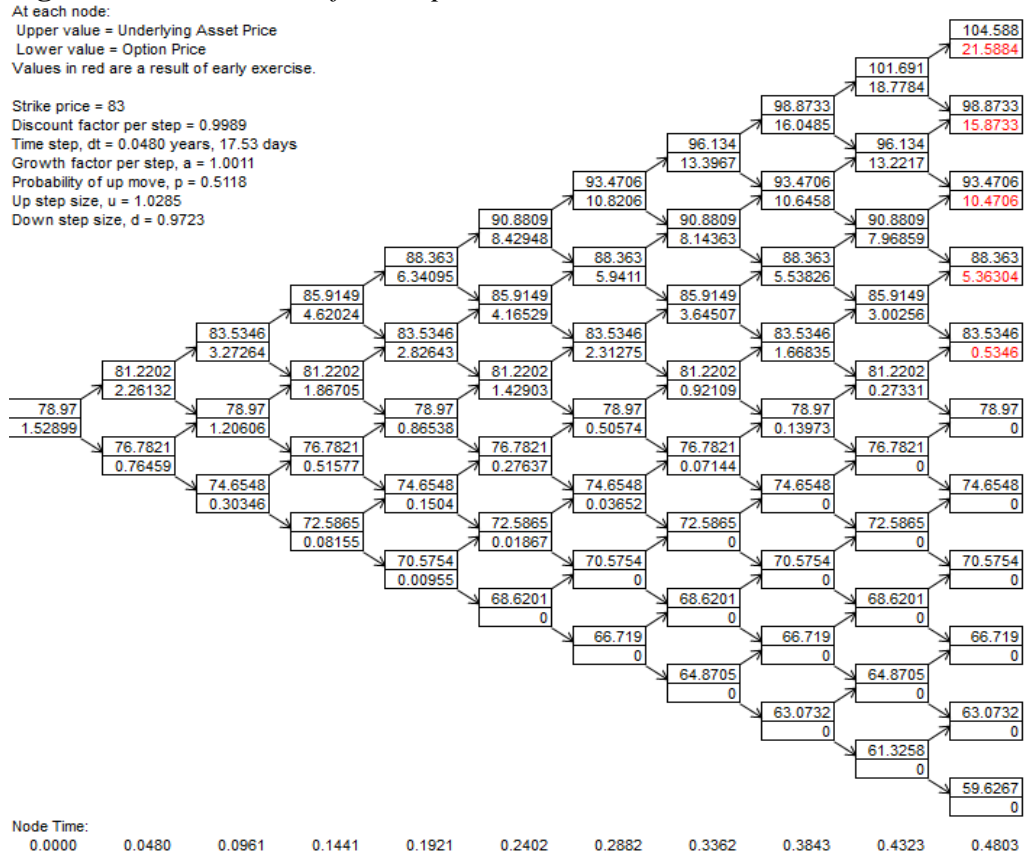 At each node:
Upper value = Underlying Asset Price 104.588
Lower value = Option Price 21.5884
Values in red are a result of early exercise. 101.691
18.7784
Strike price = 83 98.8733 98.8733
Discount factor per step = 0.9989 16.0485 15.8733
Time step, dt = 0.0480 years, 17.53 days 96.134 96.134
Growth factor per step, a = 1.0011 13.3967 13.2217
Probability of up move, p = 0.5118 93.4706 93.4706 93.4706
Up step size, u = 1.0285 10.8206 10.6458 10.4706
Down step size, d = 0.9723 90.8809 90.8809 90.8809
8.42948 8.14363 7.96859
88.363 88.363 88.363 88.363
6.34095 5.9411 5.53826 5.36304
85.9149 85.9149 85.9149 85.9149
4.62024 4.16529 3.64507 3.00256
83.5346 83.5346 83.5346 83.5346 83.5346
3.27264 2.82643 2.31275 1.66835 0.5346
81.2202 81.2202 81.2202 81.2202 81.2202
2.26132 1.86705 1.42903 0.92109 0.27331
78.97 78.97 78.97 78.97 78.97 78.97
1.52899 1.20606 0.86538 0.50574 0.13973 0
76.7821 76.7821 76.7821 76.7821 76.7821
0.76459 0.51577 0.27637 0.07144 0
74.6548 74.6548 74.6548 74.6548 74.6548
0.30346 0.1504 0.03652 0 0
72.5865 72.5865 72.5865 72.5865
0.08155 0.01867 0 0
70.5754 70.5754 70.5754 70.5754
0.00955 0 0 0
68.6201 68.6201 68.6201
0 0 0
66.719 66.719 66.719
0 0 0
64.8705 64.8705
0 0
63.0732 63.0732
0 0
61.3258
0
59.6267
0
Node Time:
0.0000 0.0480 0.0961 0.1441 0.1921 0.2402 0.2882 0.3362 0.3843 0.4323 0.4803